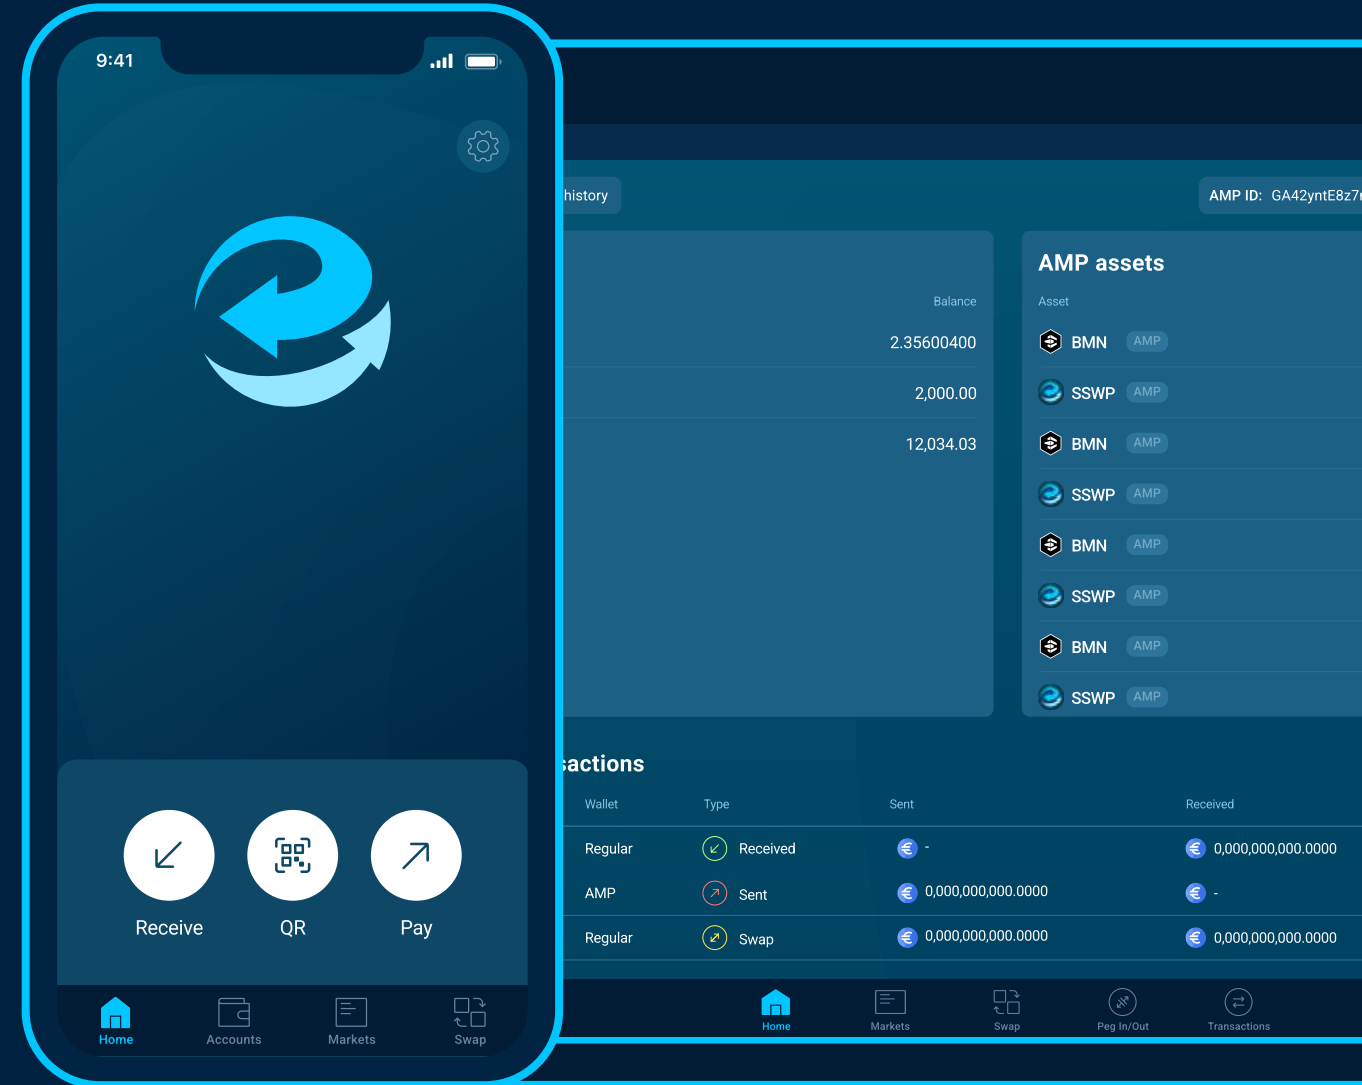 9:41
Receive
QR
Pay
Home
Accounts
Markets
Swap
history
AMP ID: GA42yntE8z7
Balance
2.35600400
2,000.00
12,034.03
AMP assets
Asset
BMN AMP
SSWP AMP
BMN AMP
SSWP AMP
BMN AMP
SSWP AMP
BMN AMP
SSWP AMP
sactions
Wallet Type Sent Received
Regular Received € - € 0,000,000,000.0000
AMP Sent € 0,000,000,000.0000 € -
Regular Swap € 0,000,000,000.0000 € 0,000,000,000.0000
Home
Markets
Swap
Peg In/Out
Transactions